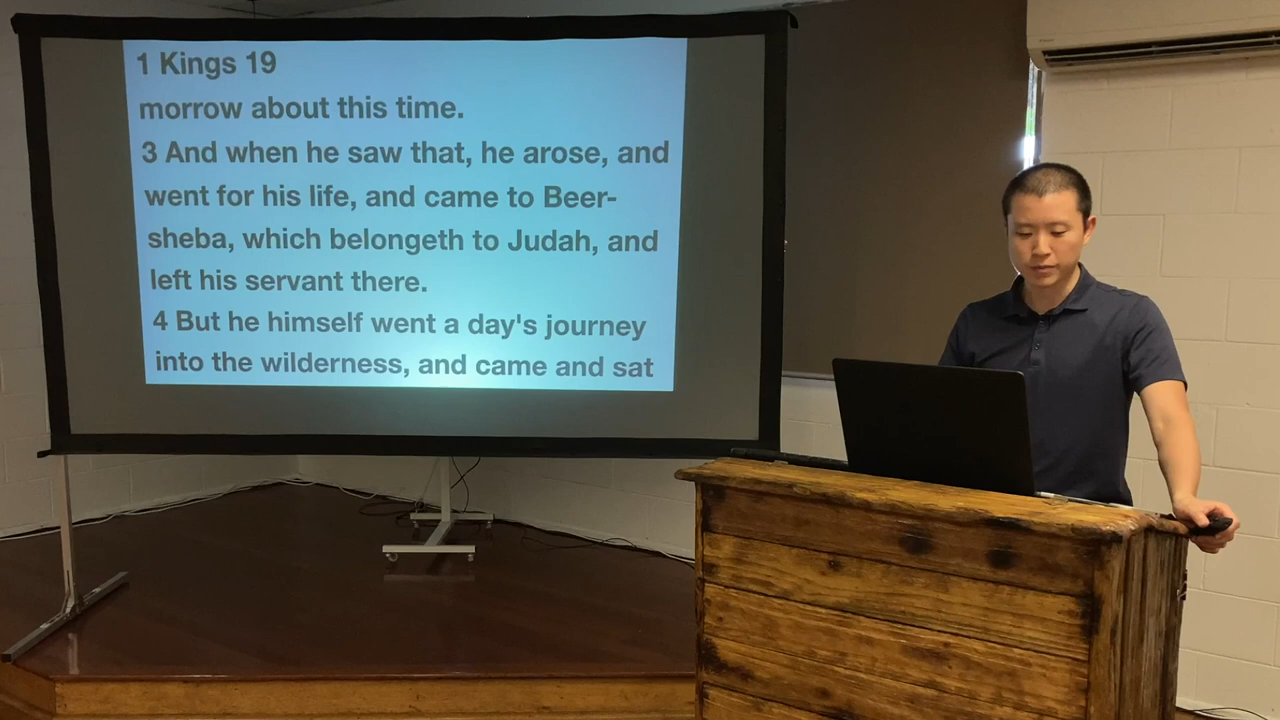 1 Kings 19
morrow about this time.
3 And when he saw that, he arose, and
went for his life, and came to Beer-
sheba, which belongeth to Judah, and
left his servant there.
4 But he himself went a day's journey
into the wilderness, and came and sat